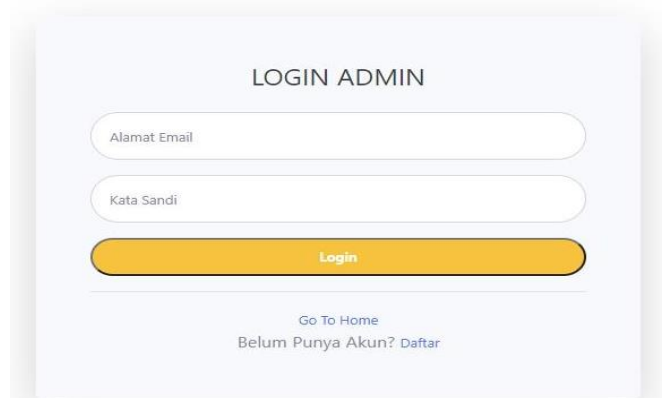 LOGIN ADMIN
Alamat Email
Kata Sandi
Login
Go To Home
Belum Punya Akun? Daftar